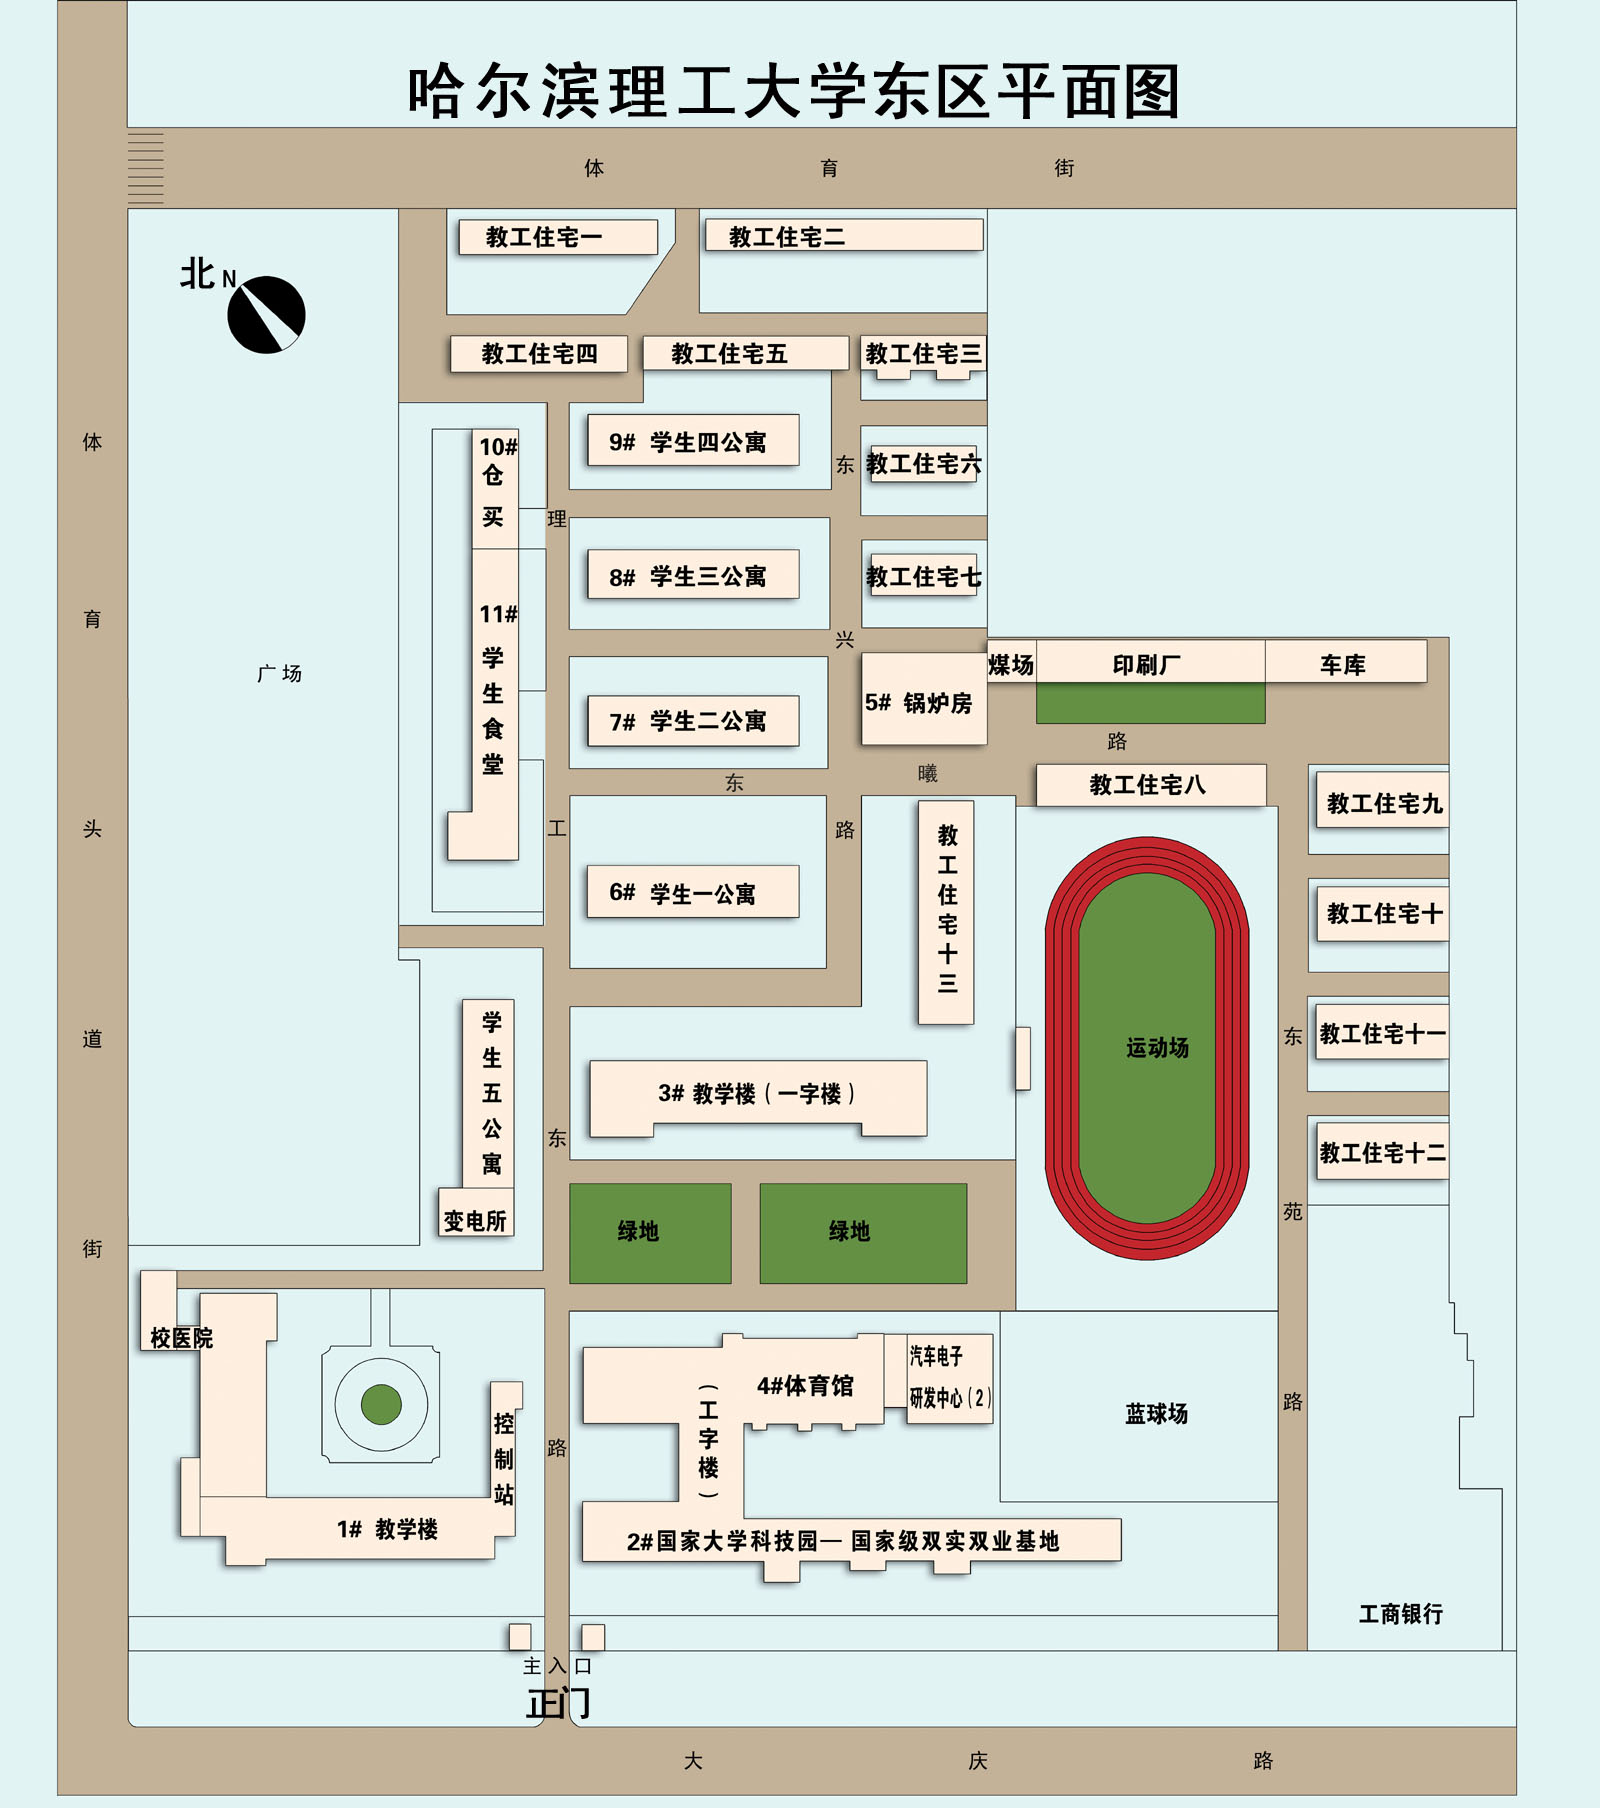 哈尔滨理工大学东区平面图
体育街
教工住宅一
教工住宅二
北 N
教工住宅四
教工住宅五
教工住宅三
体育头道街
广场
10#
仓买
11#
学生食堂
9# 学生四公寓
8# 学生三公寓
7# 学生二公寓
6# 学生一公寓
教工住宅六
教工住宅七
东兴路
理工东路
5# 锅炉房
煤场
印刷厂
车库
东曦路
教工住宅八
教工住宅九
教工住宅十
教工住宅十一
教工住宅十二
教工住宅十三
运动场
东苑路
学生五公寓
变电所
3# 教学楼(一字楼)
绿地
绿地
校医院
控制站
1# 教学楼
4#体育馆
(工字楼)
汽车电子
研发中心(2)
蓝球场
2#国家大学科技园—国家级双实双业基地
工商银行
主入口
正门
大庆路